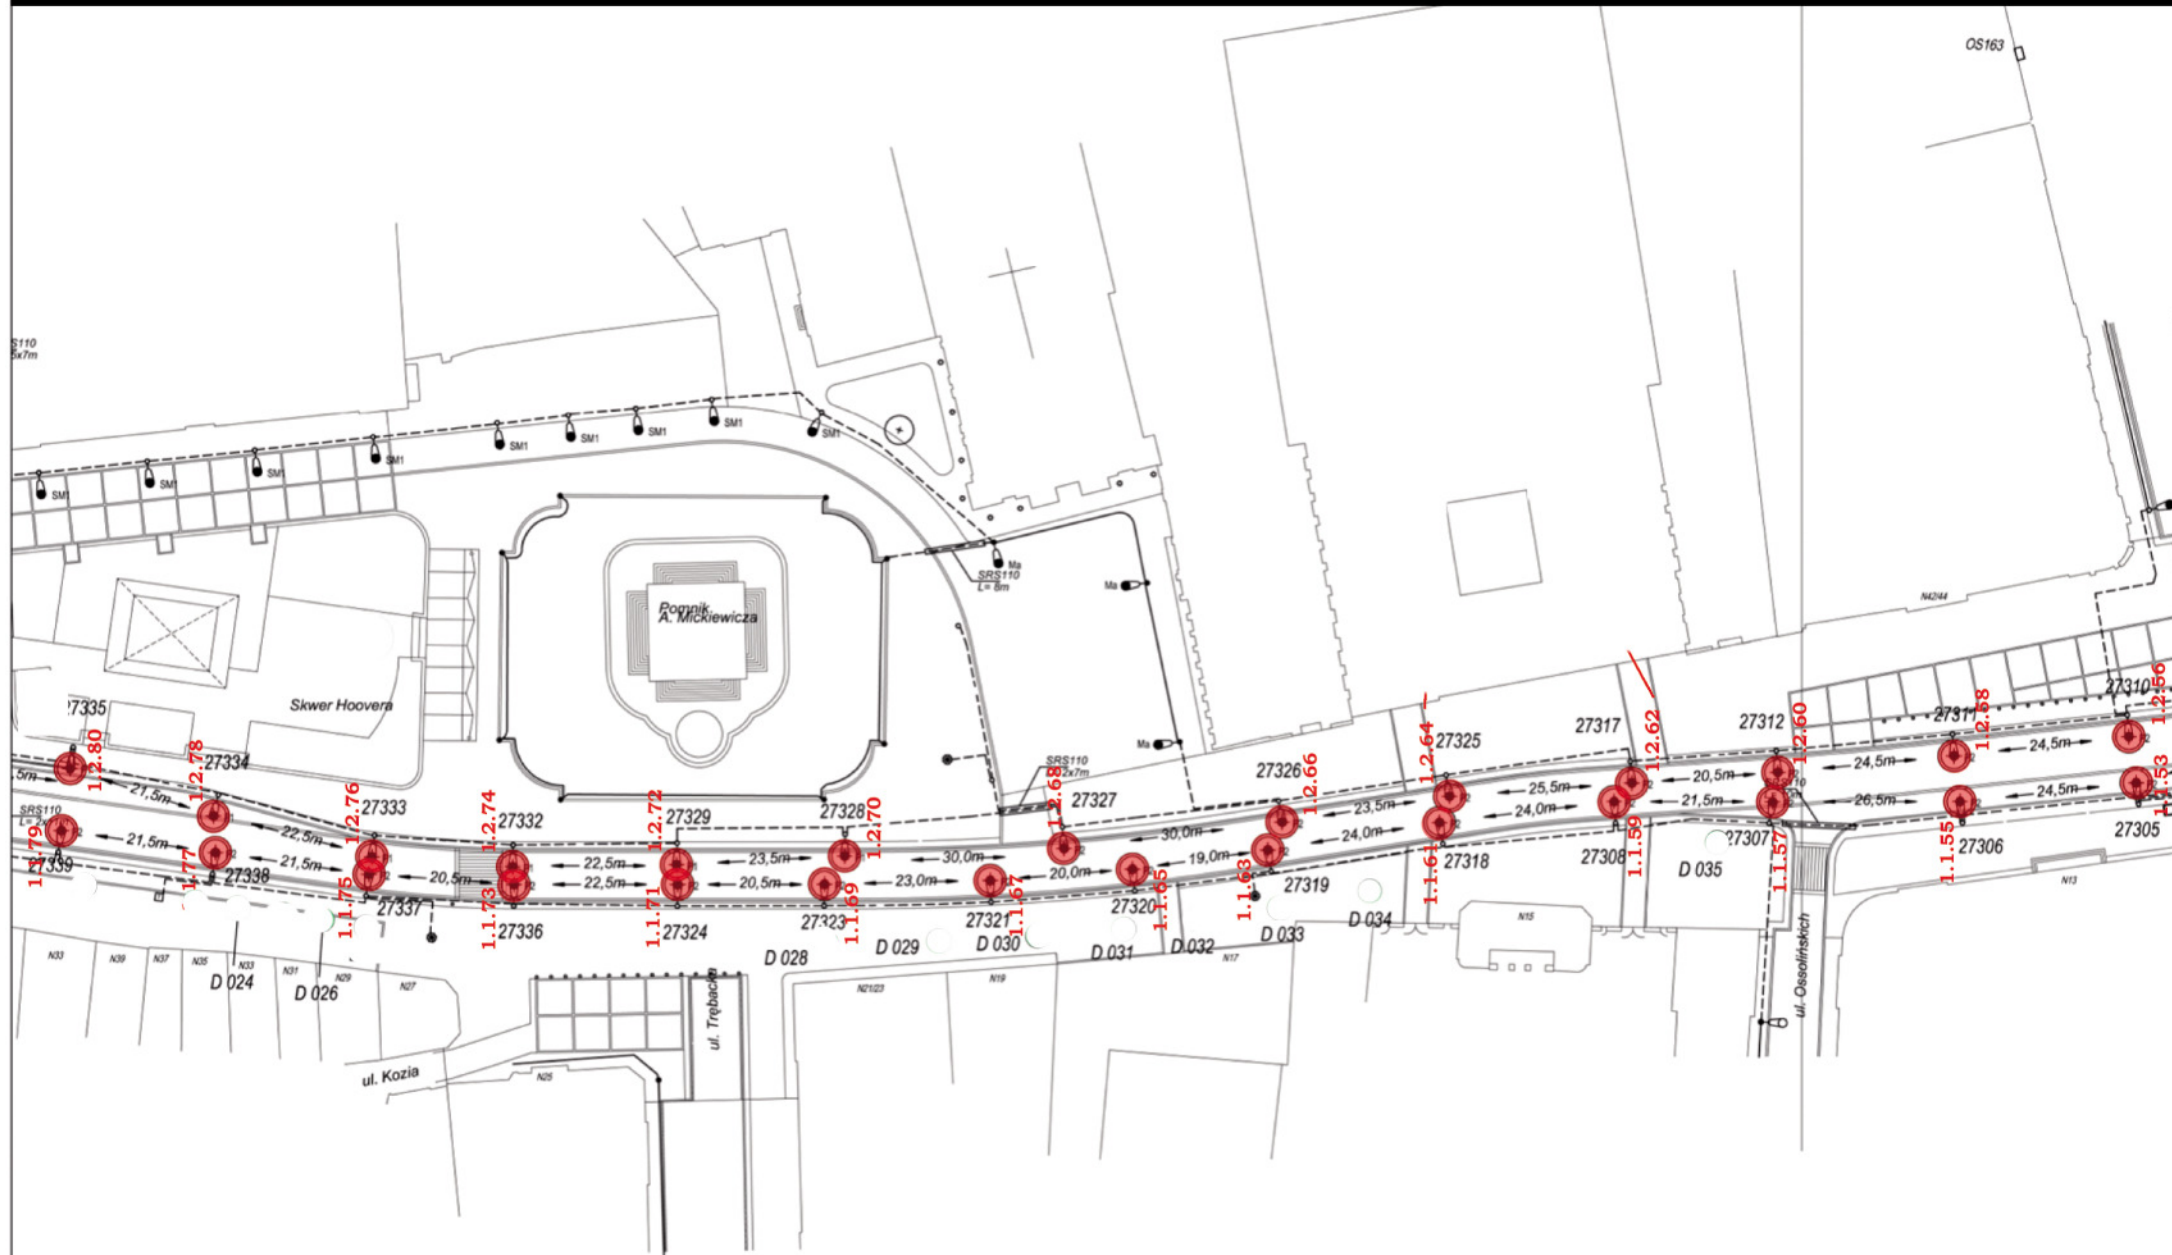 OS163
S110
5x7m
SM1
SM1
SM1
SM1
SM1
SM1
SM1
SM1
SM1
Ma
SRS110
L= 8m
Ma
Ma
Pomnik
A. Mickiewicza
Skwer Hoovera
N42/44
27335
27334
27333
27332
27329
27328
27327
27326
27325
27317
27312
27311
27310
1.2.80
1.2.78
1.2.76
1.2.74
1.2.72
1.2.70
1.2.68
1.2.66
1.2.64
1.2.62
1.2.60
1.2.58
1.2.56
SRS110
2x7m
5m
21,5m
22,5m
22,5m
23,5m
30,0m
30,0m
23,5m
25,5m
20,5m
24,5m
24,5m
SRS110
21,5m
21,5m
20,5m
22,5m
20,5m
23,0m
20,0m
19,0m
24,0m
24,0m
21,5m
26,5m
24,5m
1.1.79
1.1.77
1.1.75
1.1.73
1.1.71
1.1.69
1.1.67
1.1.65
1.1.63
1.1.61
1.1.59
1.1.57
1.1.55
1.1.53
27339
27338
27337
27336
27324
27323
27321
27320
27319
27318
27308
27307
27306
27305
D 024
D 026
D 028
D 029
D 030
D 031
D 032
D 033
D 034
D 035
N33
N39
N37
N35
N33
N31
N29
N27
N25
N21/23
N19
N17
N15
N13
ul. Kozia
ul. Trębacka
ul. Ossolińskich